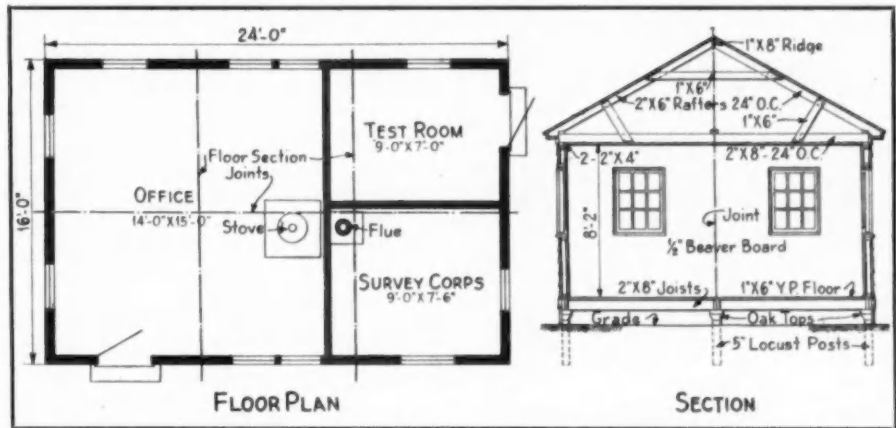 24'-0"
16'-0"
TEST ROOM
9'-0"X7'-0"
Floor Section
Joints
OFFICE
14'-0"X15'-0"
Stove
Flue
SURVEY CORPS
9'-0"X7'-6"
FLOOR PLAN
1"X8" Ridge
1"X6"
2"X6" Rafters 24" O.C.
1"X6"
2-2"X4"
2"X8"-24" O.C.
8'-2"
Joint
1/2" Beaver Board
2"X8" Joists
1"X6" Y.P. Floor
Grade
Oak Tops
5" Locust Posts
SECTION